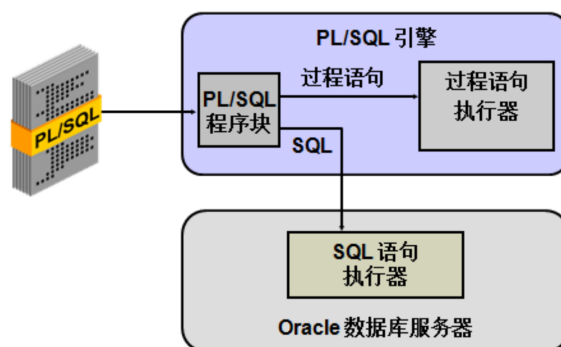 PL/SQL 引擎
PL/SQL
PL/SQL
程序块
过程语句
过程语句
执行器
SQL
SQL 语句
执行器
Oracle 数据库服务器